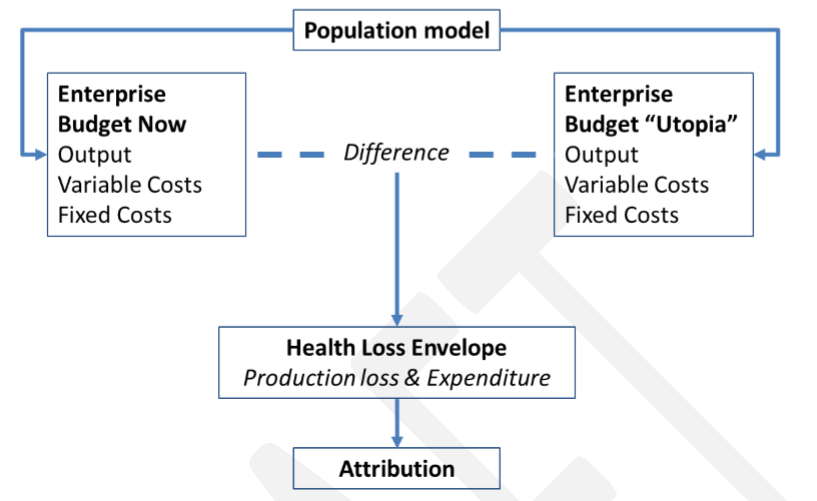 Population model
Enterprise
Budget Now
Output
Variable Costs
Fixed Costs
Difference
Enterprise
Budget “Utopia”
Output
Variable Costs
Fixed Costs
Health Loss Envelope
Production loss & Expenditure
Attribution